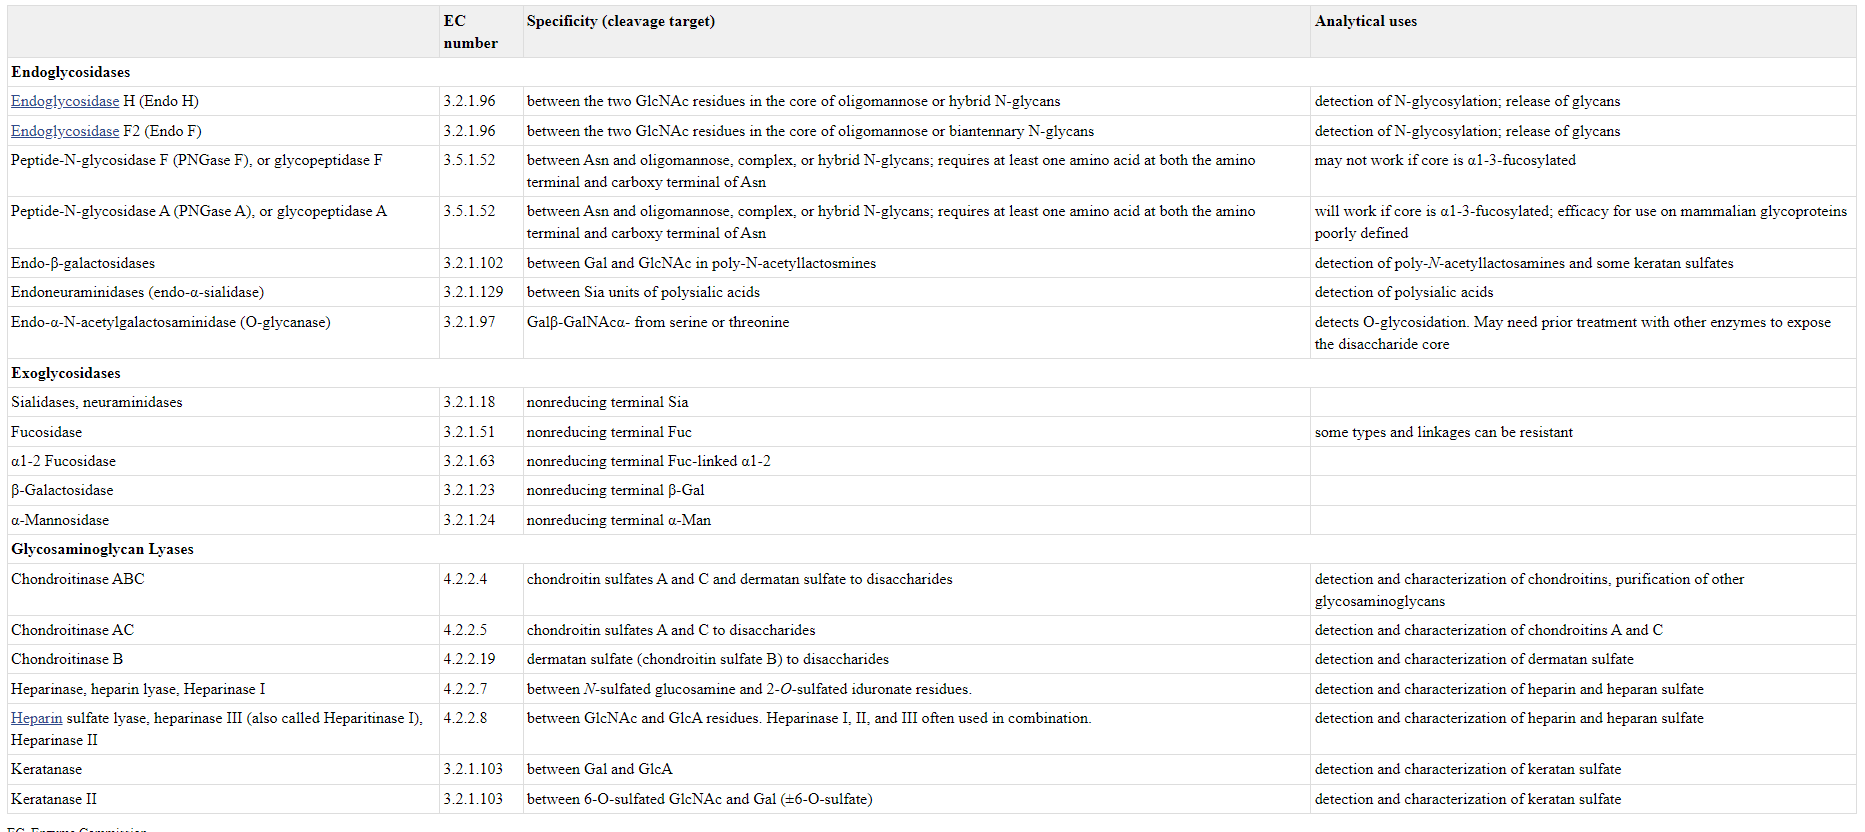 EC number Specificity (cleavage target) Analytical uses
Endoglycosidases
Endoglycosidase H (Endo H) 3.2.1.96 between the two GlcNAc residues in the core of oligomannose or hybrid N-glycans detection of N-glycosylation; release of glycans
Endoglycosidase F2 (Endo F) 3.2.1.96 between the two GlcNAc residues in the core of oligomannose or biantennary N-glycans detection of N-glycosylation; release of glycans
Peptide-N-glycosidase F (PNGase F), or glycopeptidase F 3.5.1.52 between Asn and oligomannose, complex, or hybrid N-glycans; requires at least one amino acid at both the amino terminal and carboxy terminal of Asn may not work if core is α1-3-fucosylated
Peptide-N-glycosidase A (PNGase A), or glycopeptidase A 3.5.1.52 between Asn and oligomannose, complex, or hybrid N-glycans; requires at least one amino acid at both the amino terminal and carboxy terminal of Asn will work if core is α1-3-fucosylated; efficacy for use on mammalian glycoproteins poorly defined
Endo-β-galactosidases 3.2.1.102 between Gal and GlcNAc in poly-N-acetyllactosmines detection of poly-N-acetyllactosamines and some keratan sulfates
Endoneuraminidases (endo-α-sialidase) 3.2.1.129 between Sia units of polysialic acids detection of polysialic acids
Endo-α-N-acetylgalactosaminidase (O-glycanase) 3.2.1.97 Galβ-GalNAcα- from serine or threonine detects O-glycosidation. May need prior treatment with other enzymes to expose the disaccharide core
Exoglycosidases
Sialidases, neuraminidases 3.2.1.18 nonreducing terminal Sia
Fucosidase 3.2.1.51 nonreducing terminal Fuc some types and linkages can be resistant
α1-2 Fucosidase 3.2.1.63 nonreducing terminal Fuc-linked α1-2
β-Galactosidase 3.2.1.23 nonreducing terminal β-Gal
α-Mannosidase 3.2.1.24 nonreducing terminal α-Man
Glycosaminoglycan Lyases
Chondroitinase ABC 4.2.2.4 chondroitin sulfates A and C and dermatan sulfate to disaccharides detection and characterization of chondroitins, purification of other glycosaminoglycans
Chondroitinase AC 4.2.2.5 chondroitin sulfates A and C to disaccharides detection and characterization of chondroitins A and C
Chondroitinase B 4.2.2.19 dermatan sulfate (chondroitin sulfate B) to disaccharides detection and characterization of dermatan sulfate
Heparinase, heparin lyase, Heparinase I 4.2.2.7 between N-sulfated glucosamine and 2-O-sulfated iduronate residues. detection and characterization of heparin and heparan sulfate
Heparin sulfate lyase, heparinase III (also called Heparitinase I), Heparinase II 4.2.2.8 between GlcNAc and GlcA residues. Heparinase I, II, and III often used in combination. detection and characterization of heparin and heparan sulfate
Keratanase 3.2.1.103 between Gal and GlcA detection and characterization of keratan sulfate
Keratanase II 3.2.1.103 between 6-O-sulfated GlcNAc and Gal (±6-O-sulfate) detection and characterization of keratan sulfate